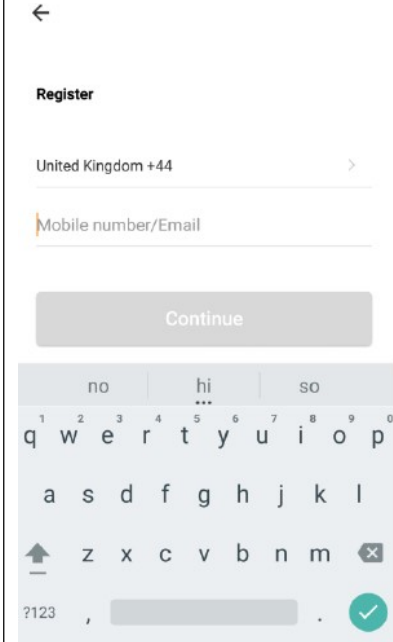 Register
United Kingdom +44
Mobile number/Email
Continue
no hi so
1 2 3 4 5 6 7 8 9 0
q w e r t y u i o p
a s d f g h j k l
z x c v b n m
?123 , .